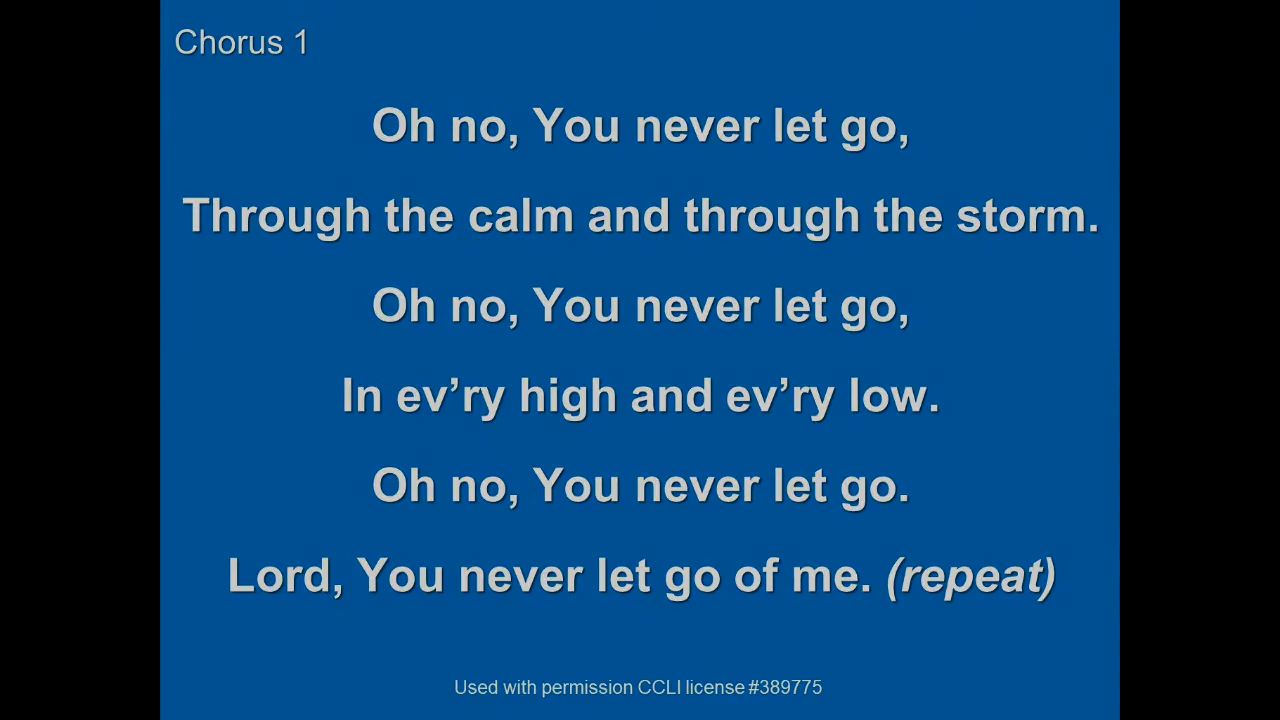 Chorus 1
Oh no, You never let go,
Through the calm and through the storm.
Oh no, You never let go,
In ev’ry high and ev’ry low.
Oh no, You never let go.
Lord, You never let go of me. (repeat)
Used with permission CCLI license #389775